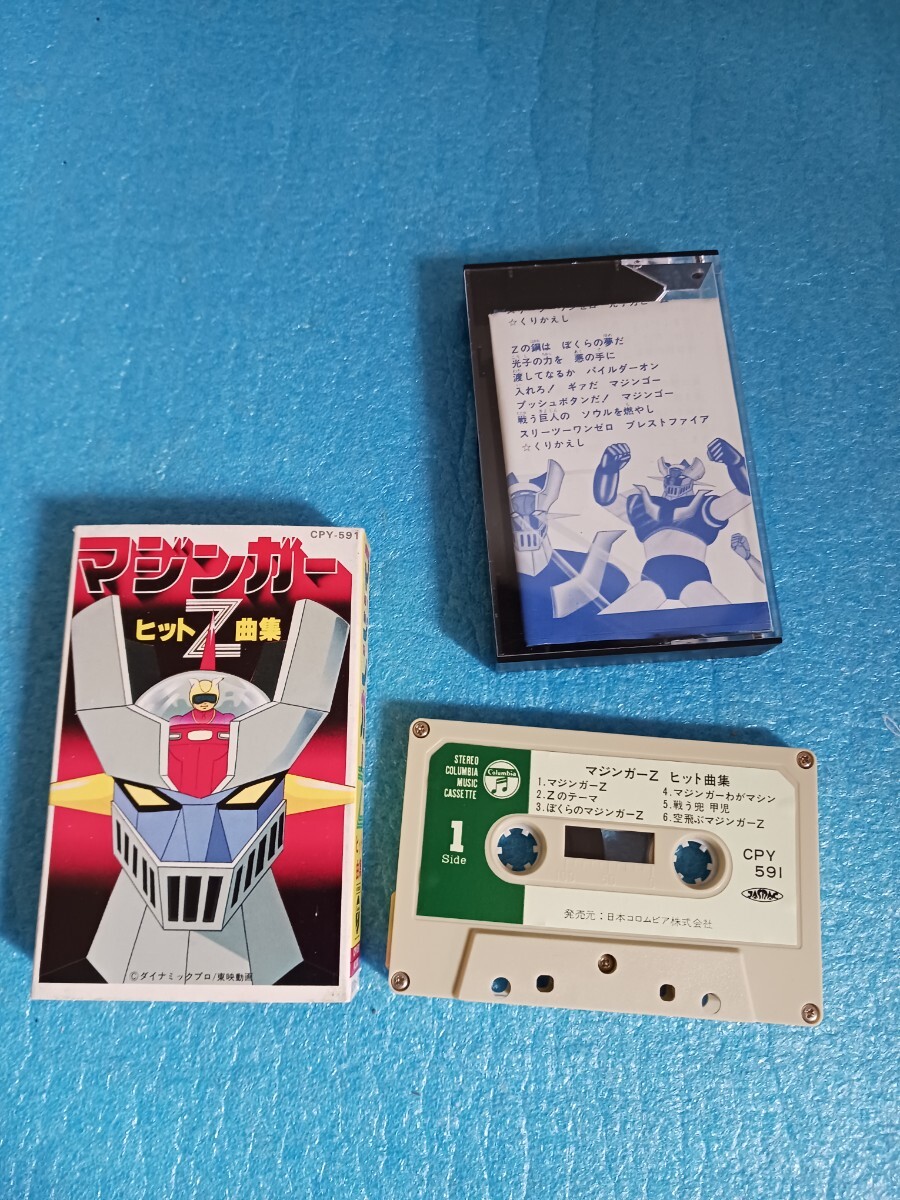 CPY-591
マジンガー
Z
ヒット 曲集
©ダイナミックプロ/東映動画
☆くりかえし
Zの鋼は ぼくらの夢だ
光子の力を 悪の手に
渡してなるか パイルダーオン
入れろ! ギァだ マジンゴー
プッシュボタンだ! マジンゴー
戦う巨人の ソウルを燃やし
スリーツーワンゼロ ブレストファイア
☆くりかえし
STEREO
COLUMBIA
MUSIC
CASSETTE
Columbia
1
Side
マジンガーZ ヒット曲集
1.マジンガーZ
2.Zのテーマ
3.ぼくらのマジンガーZ
4.マジンガーわがマシン
5.戦う兜 甲児
6.空飛ぶマジンガーZ
CPY
591
JASRAC
発売元:日本コロムビア株式会社